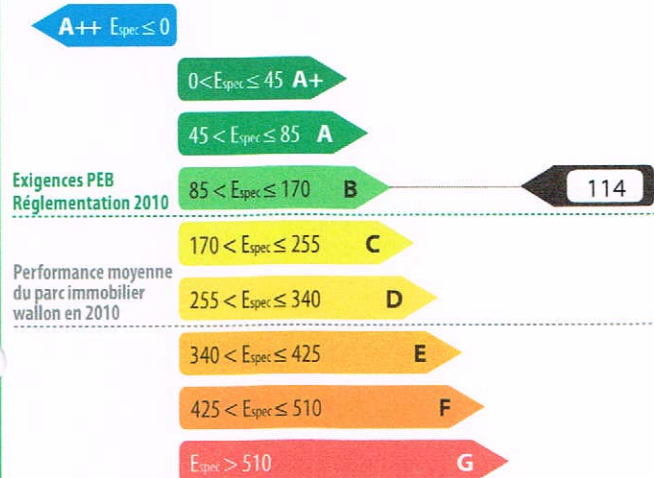 A++ Espec ≤ 0
0<Espec ≤ 45 A+
45 < Espec ≤ 85 A
Exigences PEB
Réglementation 2010
85 < Espec ≤ 170 B
114
170 < Espec ≤ 255 C
Performance moyenne
du parc immobilier
wallon en 2010
255 < Espec ≤ 340 D
340 < Espec ≤ 425 E
425 < Espec ≤ 510 F
Espec > 510 G